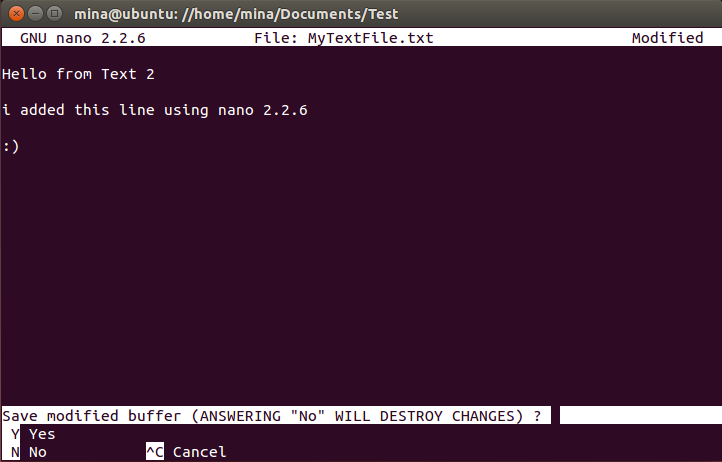 mina@ubuntu: //home/mina/Documents/Test
GNU nano 2.2.6 File: MyTextFile.txt Modified
Hello from Text 2
i added this line using nano 2.2.6
:)
Save modified buffer (ANSWERING "No" WILL DESTROY CHANGES) ?
Y Yes
N No ^C Cancel